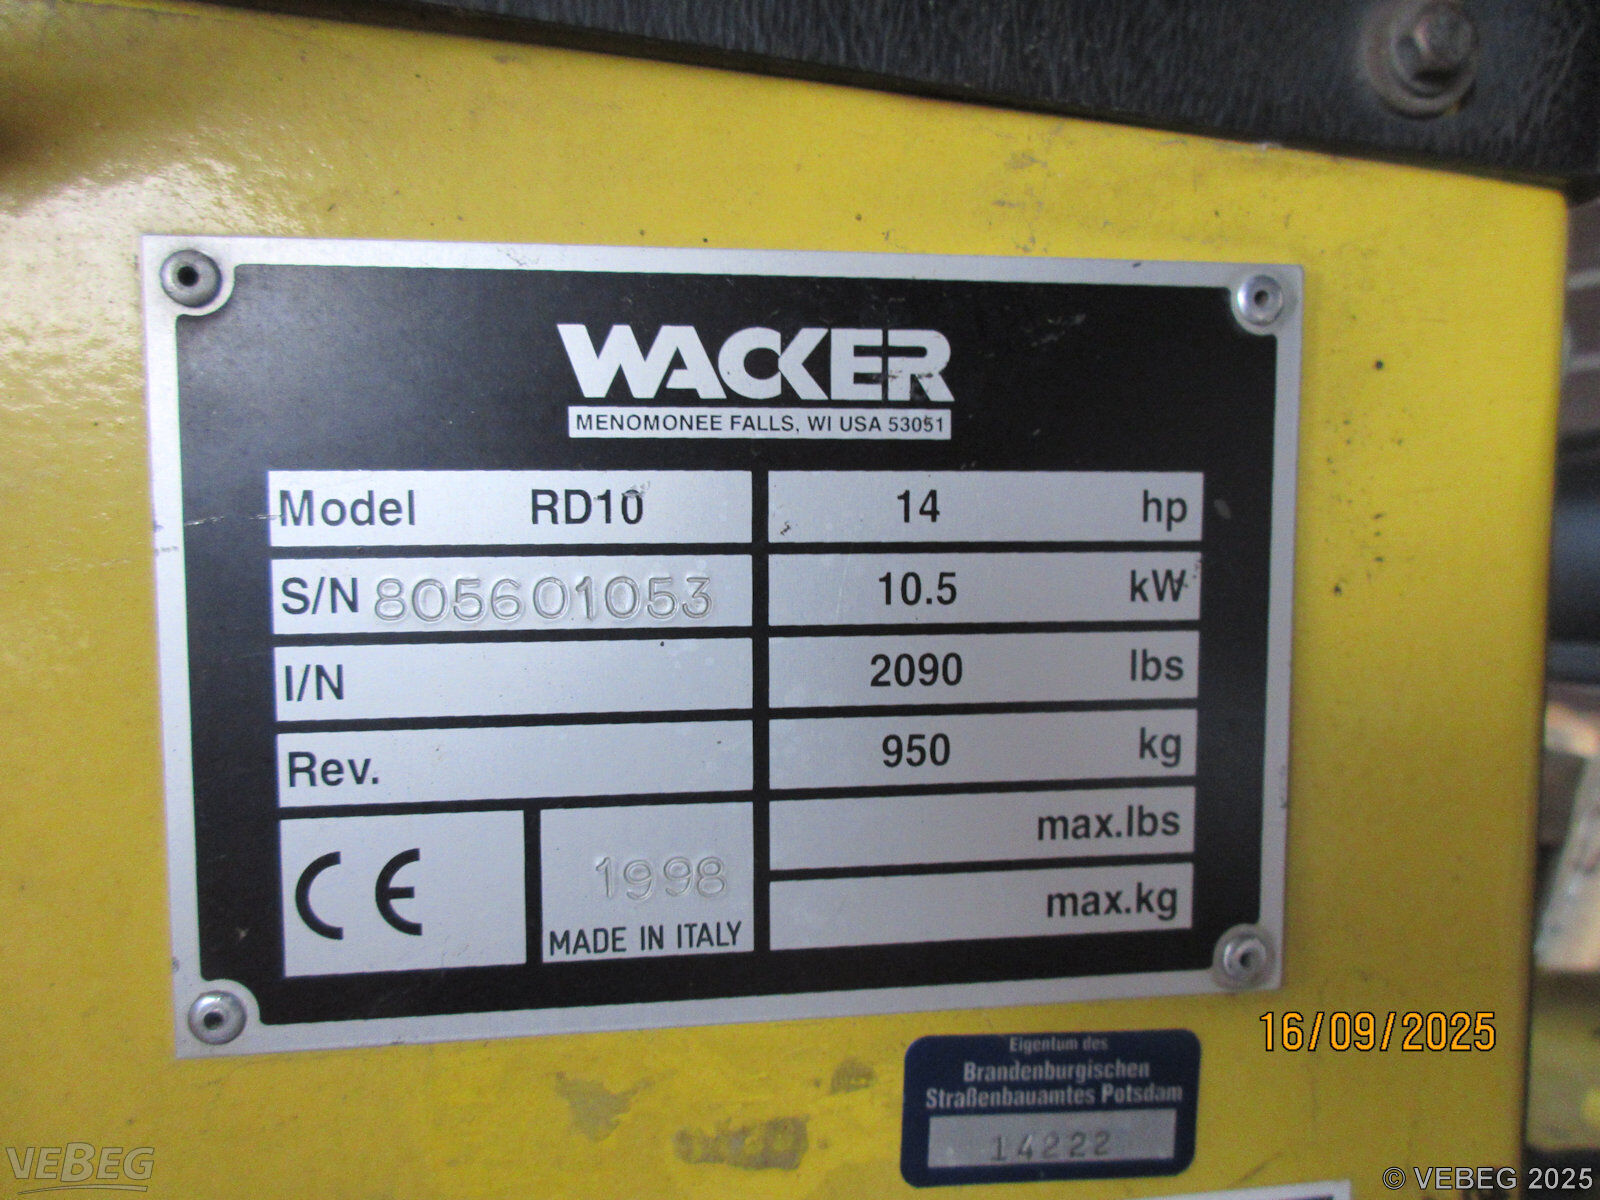 WACKER
MENOMONEE FALLS, WI USA 53051
Model RD10
S/N 805601053
I/N
Rev.
CE
1998
MADE IN ITALY
14 hp
10.5 kW
2090 lbs
950 kg
max.lbs
max.kg
16/09/2025
Eigentum des
Brandenburgischen
Straßenbauamtes Potsdam
14222
VEBEG
© VEBEG 2025